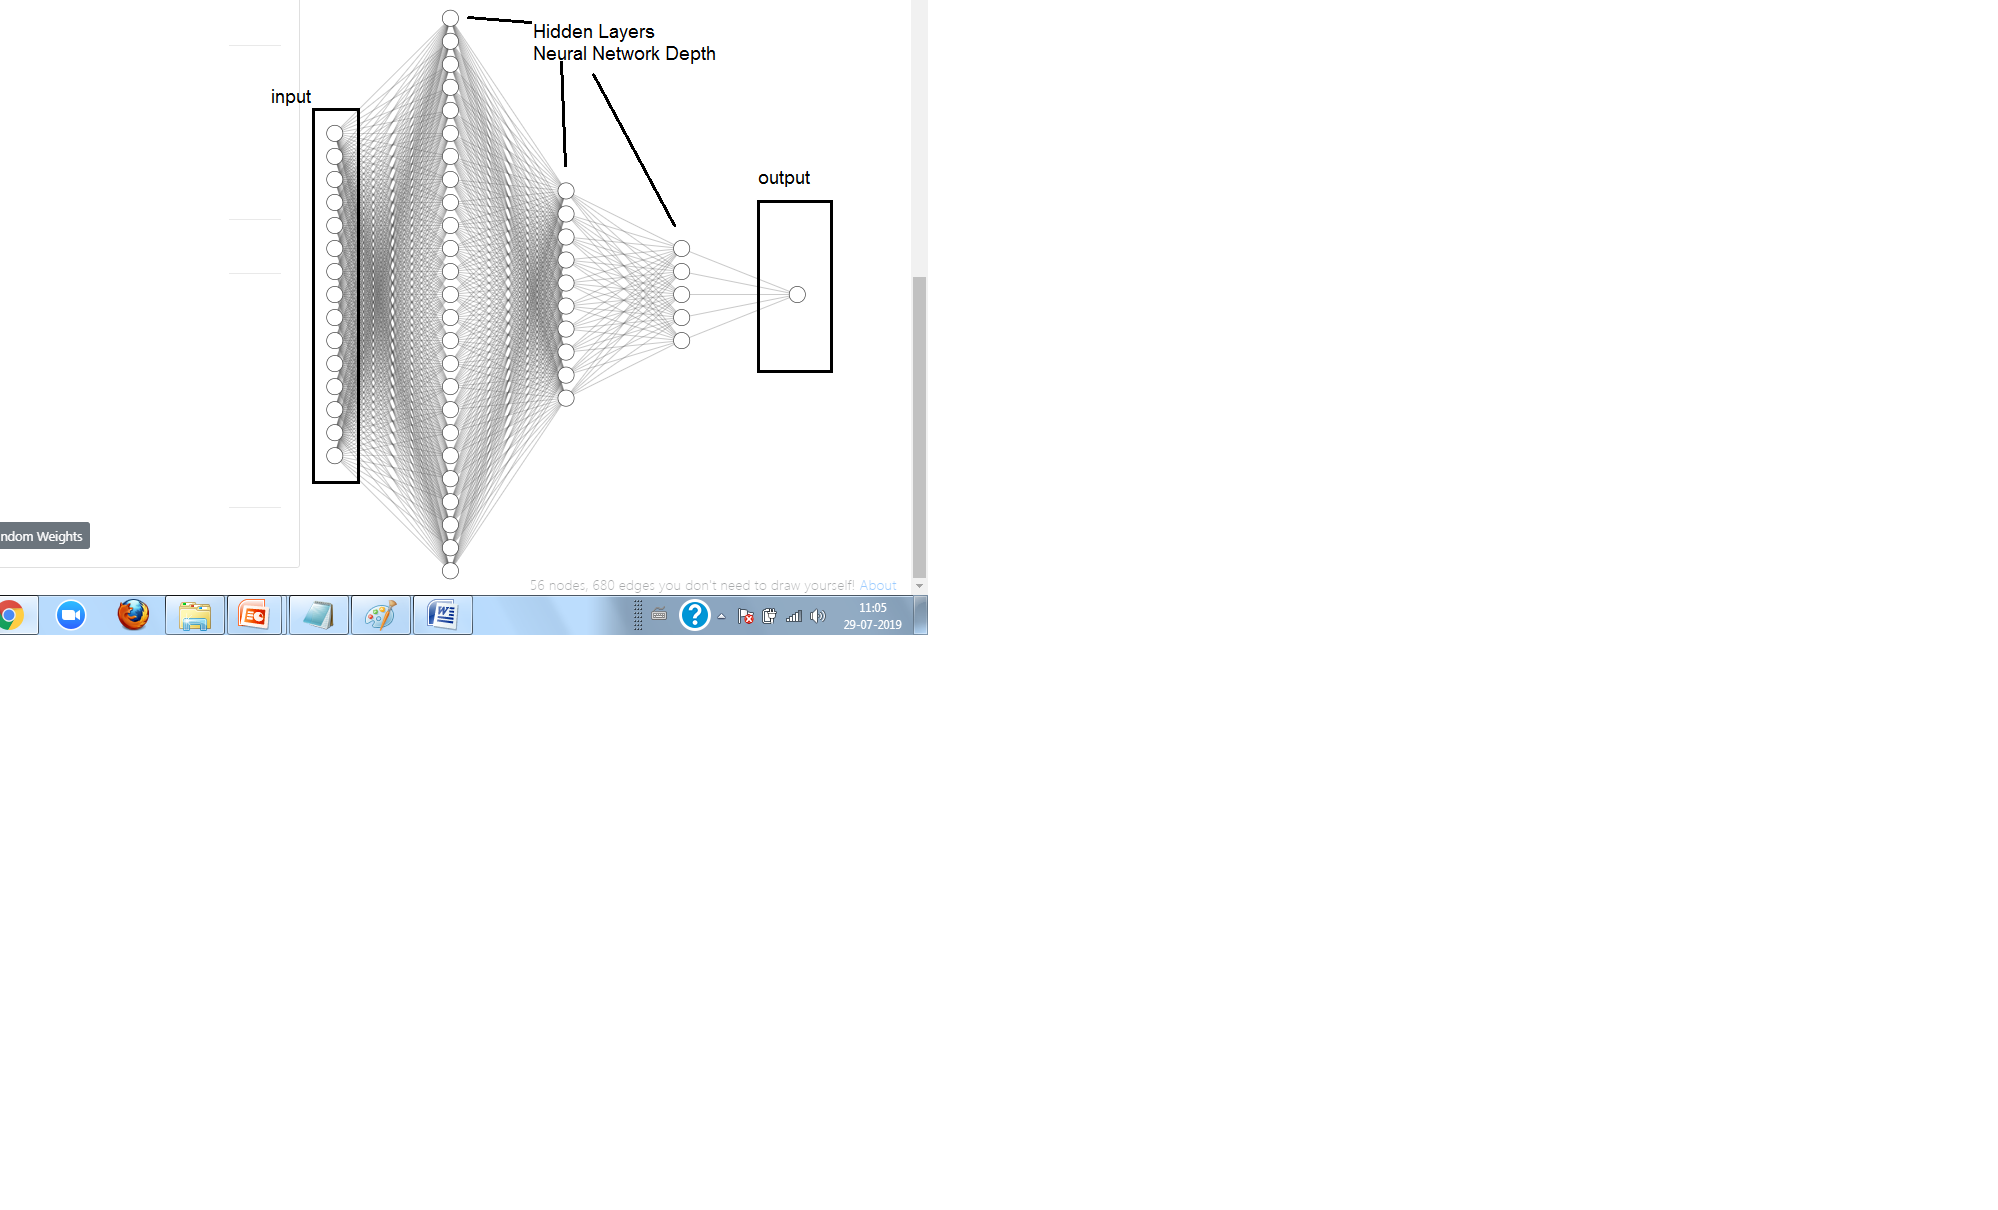 Hidden Layers
Neural Network Depth
input
output
ndom Weights
56 nodes, 680 edges you don't need to draw yourself! About
11:05
29-07-2019